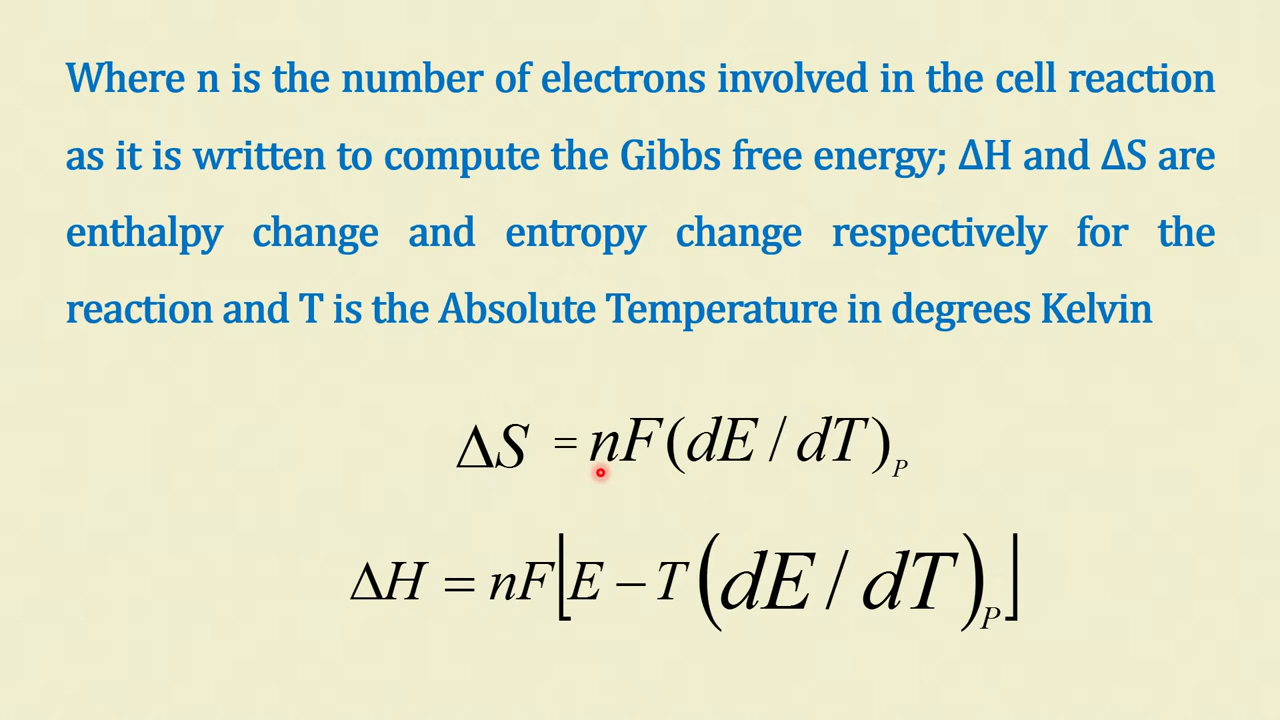 Where n is the number of electrons involved in the cell reaction
as it is written to compute the Gibbs free energy; ΔH and ΔS are
enthalpy change and entropy change respectively for the
reaction and T is the Absolute Temperature in degrees Kelvin
ΔS = nF(dE / dT)_P
ΔH = nF⌊E − T(dE / dT)_P⌋